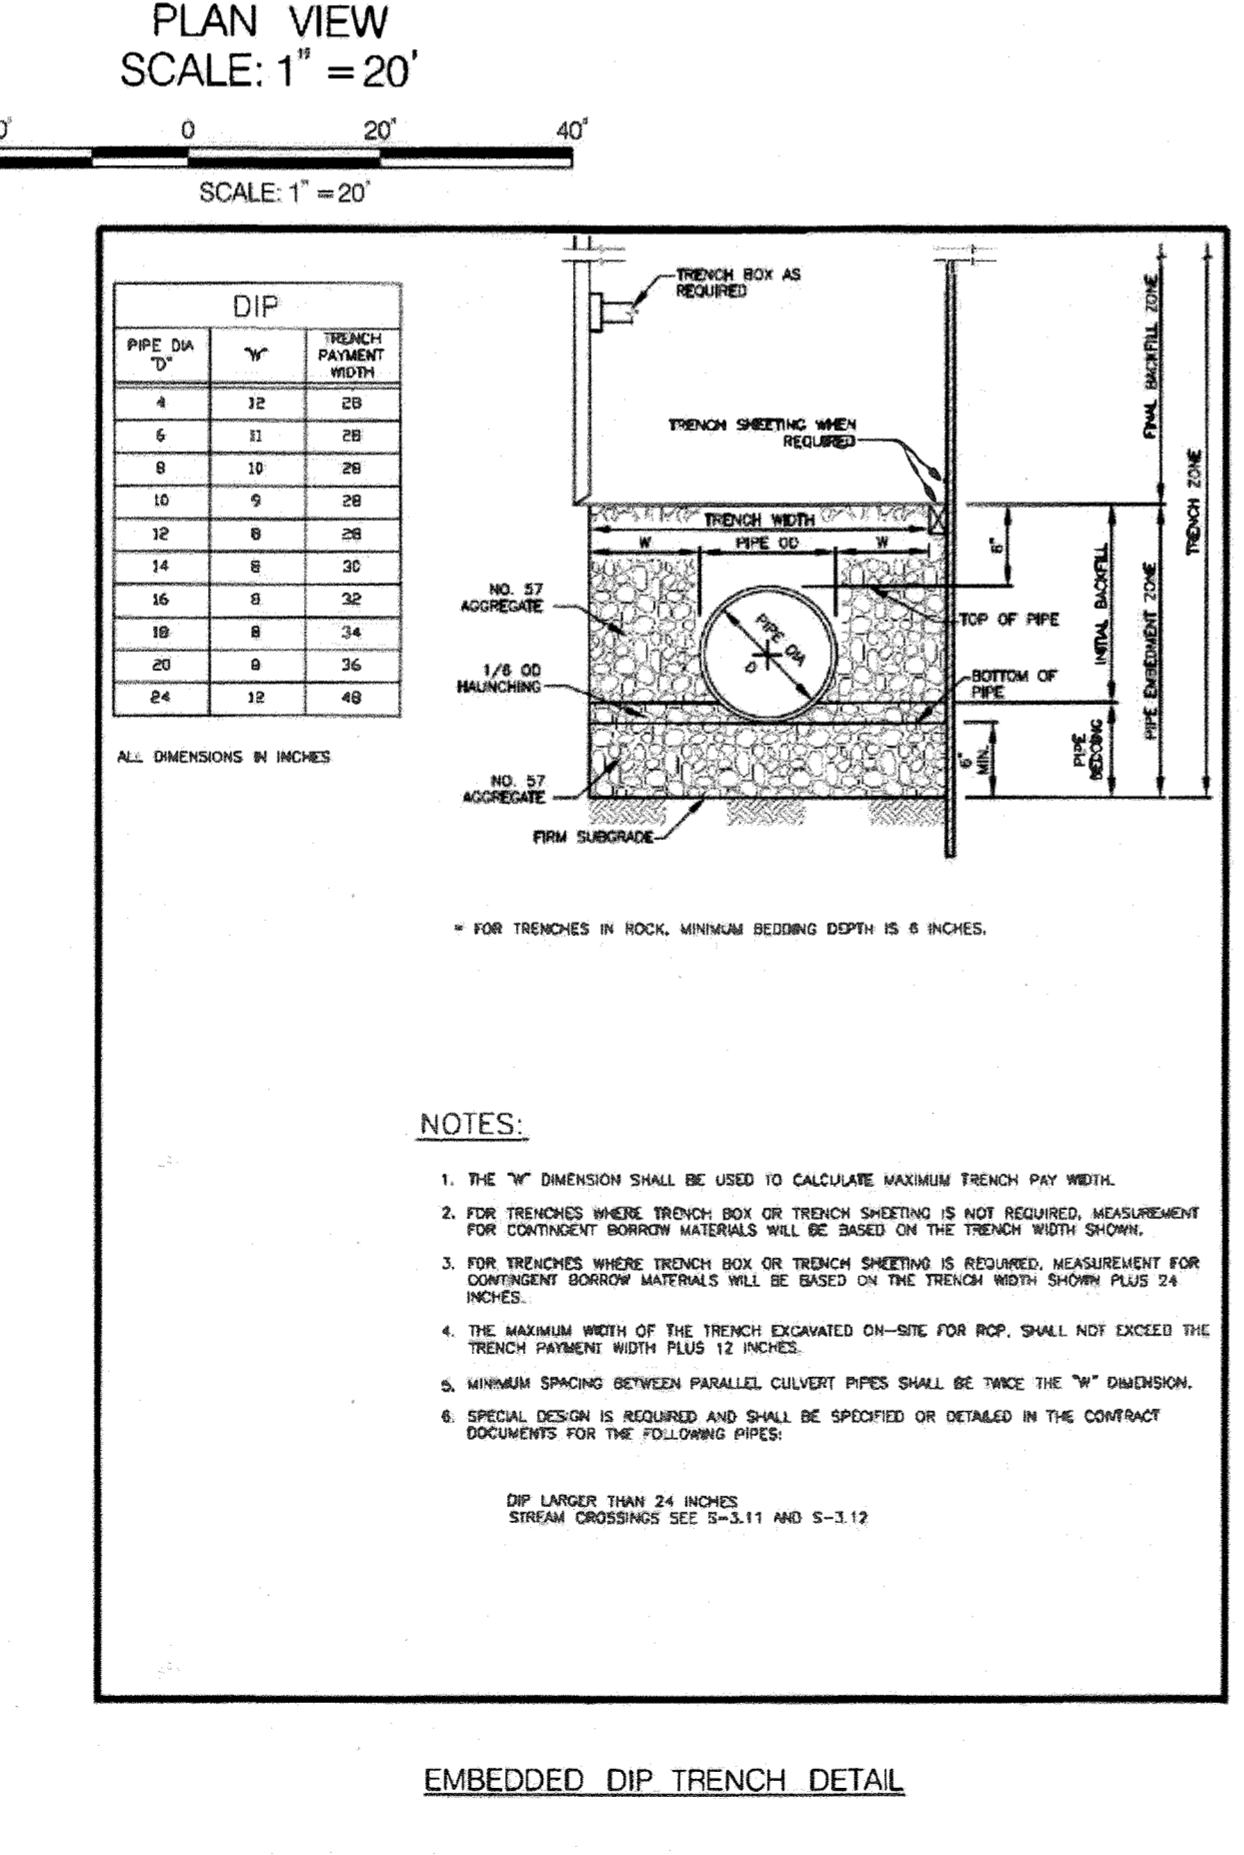 PLAN VIEW
SCALE: 1" = 20'
0' 0 20' 40'
SCALE: 1" = 20'
DIP
PIPE DIA "D" "W" TRENCH PAYMENT WIDTH
4 12 28
6 11 28
8 10 28
10 9 28
12 8 28
14 8 30
16 8 32
18 8 34
20 8 36
24 12 48
ALL DIMENSIONS IN INCHES
TRENCH BOX AS
REQUIRED
TRENCH SHEETING WHEN
REQUIRED
TRENCH WIDTH
W PIPE OD W
NO. 57
AGGREGATE
PIPE DIA
D
1/6 OD
HAUNCHING
NO. 57
AGGREGATE
FIRM SUBGRADE
TOP OF PIPE
BOTTOM OF
PIPE
6"
MIN.
PIPE
BEDDING
INITIAL BACKFILL
PIPE EMBEDMENT ZONE
FINAL BACKFILL ZONE
TRENCH ZONE
* FOR TRENCHES IN ROCK, MINIMUM BEDDING DEPTH IS 6 INCHES.
NOTES:
1. THE "W" DIMENSION SHALL BE USED TO CALCULATE MAXIMUM TRENCH PAY WIDTH.
2. FOR TRENCHES WHERE TRENCH BOX OR TRENCH SHEETING IS NOT REQUIRED, MEASUREMENT
FOR CONTINGENT BORROW MATERIALS WILL BE BASED ON THE TRENCH WIDTH SHOWN.
3. FOR TRENCHES WHERE TRENCH BOX OR TRENCH SHEETING IS REQUIRED, MEASUREMENT FOR
CONTINGENT BORROW MATERIALS WILL BE BASED ON THE TRENCH WIDTH SHOWN PLUS 24
INCHES.
4. THE MAXIMUM WIDTH OF THE TRENCH EXCAVATED ON-SITE FOR RCP, SHALL NOT EXCEED THE
TRENCH PAYMENT WIDTH PLUS 12 INCHES.
5. MINIMUM SPACING BETWEEN PARALLEL CULVERT PIPES SHALL BE TWICE THE "W" DIMENSION.
6. SPECIAL DESIGN IS REQUIRED AND SHALL BE SPECIFIED OR DETAILED IN THE CONTRACT
DOCUMENTS FOR THE FOLLOWING PIPES:
DIP LARGER THAN 24 INCHES
STREAM CROSSINGS SEE S-3.11 AND S-3.12
EMBEDDED DIP TRENCH DETAIL